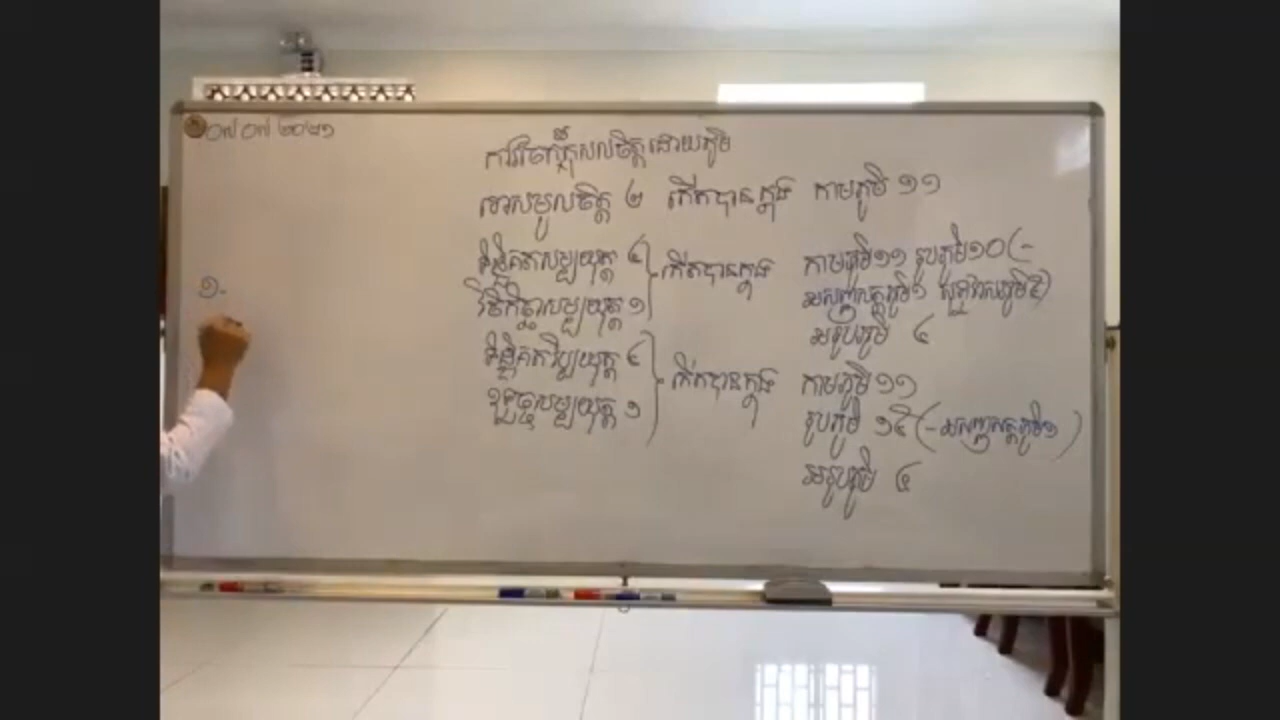 ០៧ ០៧ ២០២១
ការចែកអកុសលចិត្តដោយភូមិ
ទោសមូលចិត្ត ២ កើតបានក្នុង កាមភូមិ ១១
ទិដ្ឋិគតសម្បយុត្ត ៤ កើតបានក្នុង កាមភូមិ១១ រូបភូមិ១០(-
វិចិកិច្ឆាសម្បយុត្ត ១ អសញ្ញសត្តភូមិ១ សុទ្ធាវាសភូមិ៥)
អរូបភូមិ ៤
ទិដ្ឋិគតវិប្បយុត្ត ៤ កើតបានក្នុង កាមភូមិ ១១
ឧទ្ធច្ចសម្បយុត្ត ១ រូបភូមិ ១៥(-អសញ្ញសត្តភូមិ១)
អរូបភូមិ ៤
១.